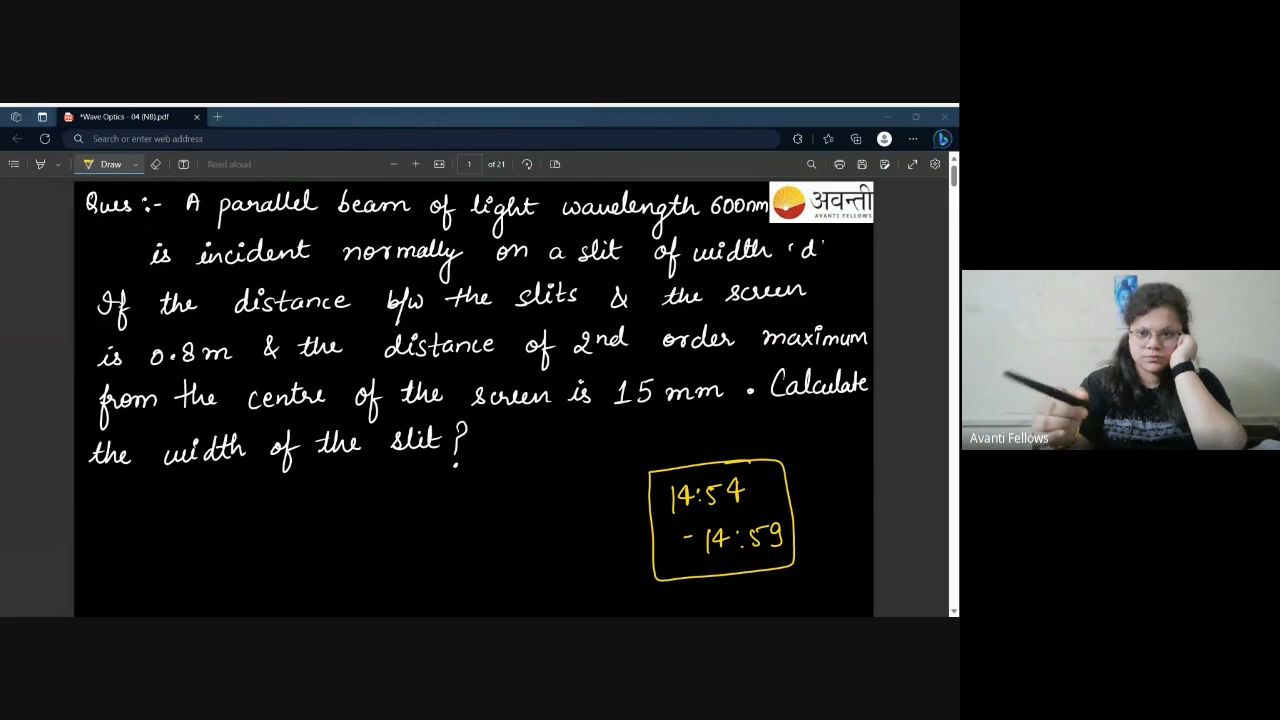 *Wave Optics - 04 (NB).pdf
Search or enter web address
Draw
Read aloud
1 of 21
Ques :- A parallel beam of light wavelength 600nm
अवन्ती
AVANTI FELLOWS
is incident normally on a slit of width 'd'
If the distance b/w the slits & the screen
is 0.8m & the distance of 2nd order maximum
from the centre of the screen is 15 mm . Calculate
the width of the slit ?
14:54
- 14:59
Avanti Fellows